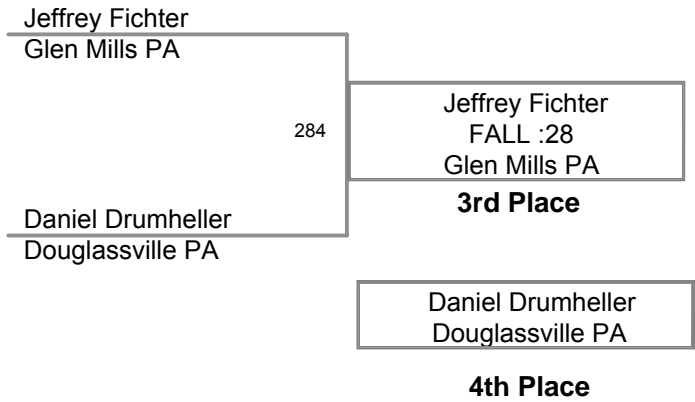 Jeffrey Fichter
Glen Mills PA
284
Jeffrey Fichter
FALL :28
Glen Mills PA
3rd Place
Daniel Drumheller
Douglassville PA
Daniel Drumheller
Douglassville PA
4th Place